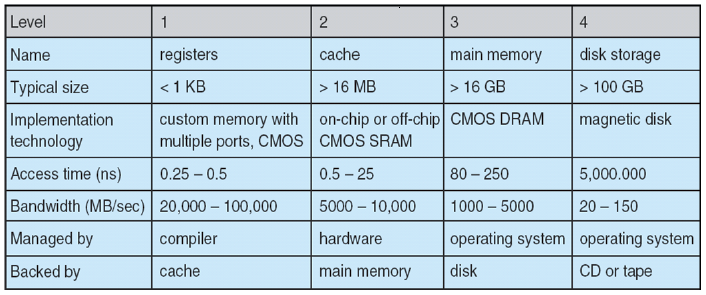 Level 1 2 3 4
Name registers cache main memory disk storage
Typical size < 1 KB > 16 MB > 16 GB > 100 GB
Implementation custom memory with on-chip or off-chip CMOS DRAM magnetic disk
technology multiple ports, CMOS CMOS SRAM
Access time (ns) 0.25 – 0.5 0.5 – 25 80 – 250 5,000.000
Bandwidth (MB/sec) 20,000 – 100,000 5000 – 10,000 1000 – 5000 20 – 150
Managed by compiler hardware operating system operating system
Backed by cache main memory disk CD or tape